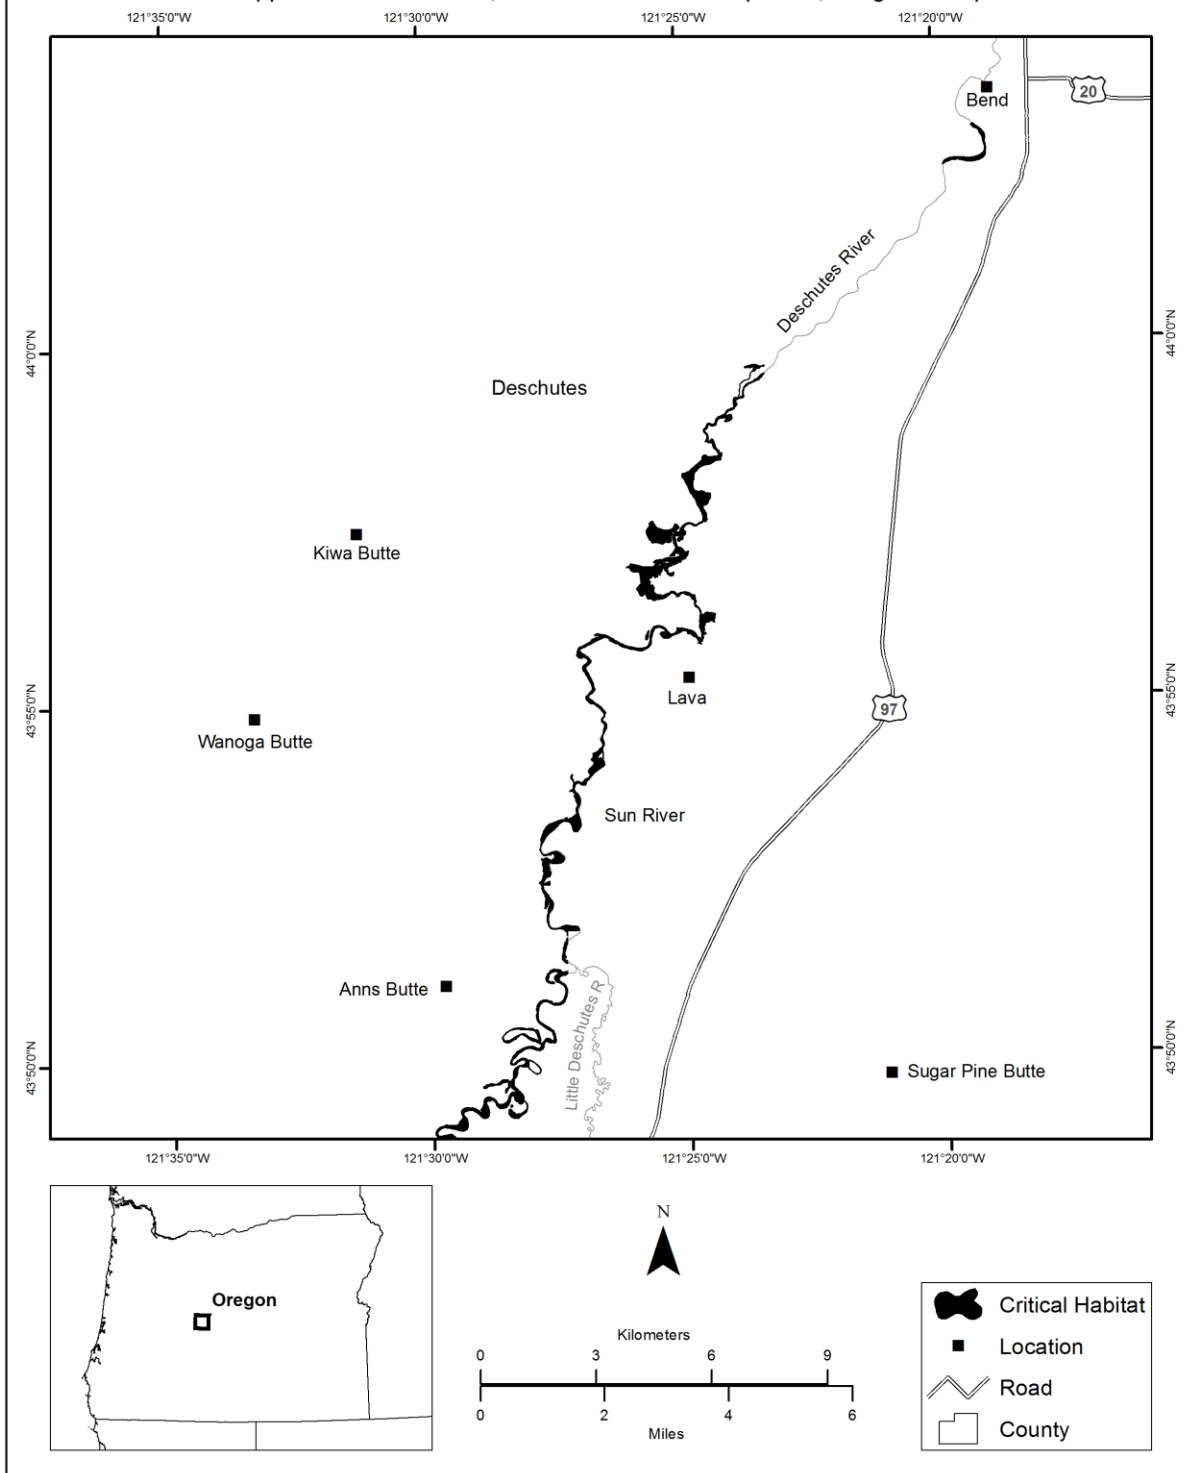 121°35'0"W 121°30'0"W 121°25'0"W 121°20'0"W
20
Bend
Deschutes River
44°0'0"N
44°0'0"N
Deschutes
Kiwa Butte
Lava
43°55'0"N
43°55'0"N
97
Wanoga Butte
Sun River
Anns Butte
Little Deschutes R
43°50'0"N
43°50'0"N
Sugar Pine Butte
121°35'0"W 121°30'0"W 121°25'0"W 121°20'0"W
N
Oregon
Kilometers
0 3 6 9
0 2 4 6
Miles
Critical Habitat
Location
Road
County